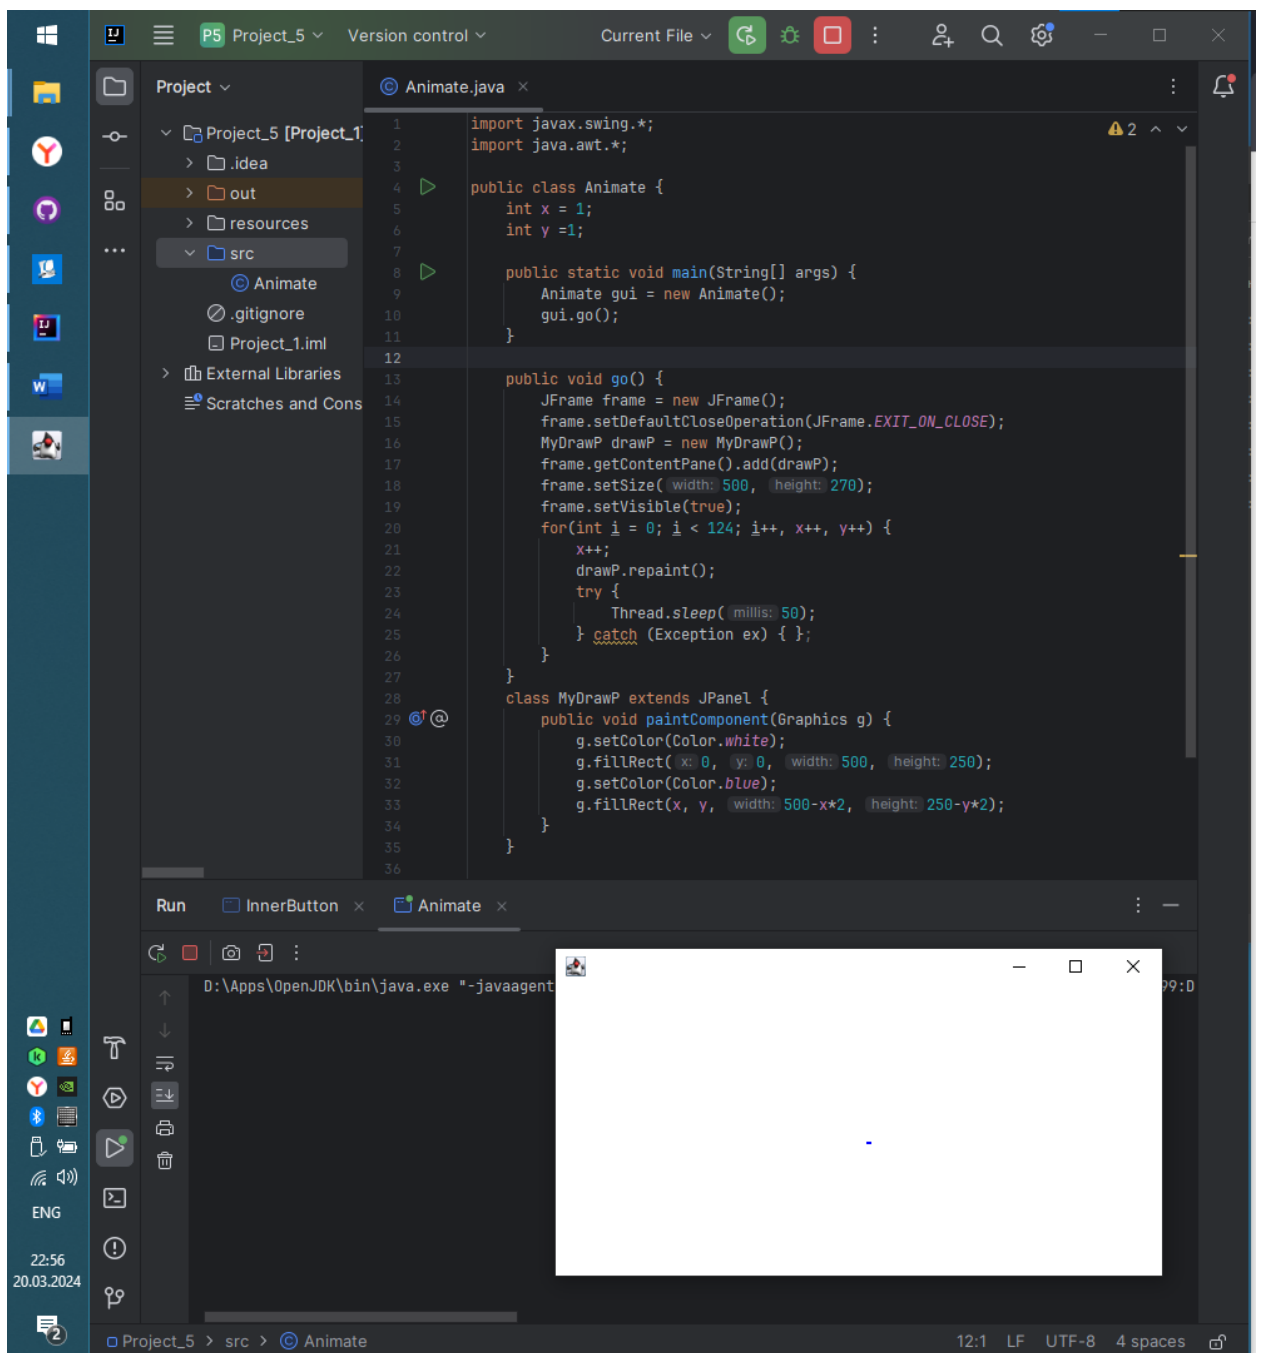 P5 Project_5 Version control Current File
Project
Animate.java
Project_5 [Project_1]
.idea
out
resources
src
Animate
.gitignore
Project_1.iml
External Libraries
Scratches and Cons
2
1 import javax.swing.*;
2 import java.awt.*;
3
4 public class Animate {
5 int x = 1;
6 int y =1;
7
8 public static void main(String[] args) {
9 Animate gui = new Animate();
10 gui.go();
11 }
12
13 public void go() {
14 JFrame frame = new JFrame();
15 frame.setDefaultCloseOperation(JFrame.EXIT_ON_CLOSE);
16 MyDrawP drawP = new MyDrawP();
17 frame.getContentPane().add(drawP);
18 frame.setSize( width: 500, height: 270);
19 frame.setVisible(true);
20 for(int i = 0; i < 124; i++, x++, y++) {
21 x++;
22 drawP.repaint();
23 try {
24 Thread.sleep( millis: 50);
25 } catch (Exception ex) { };
26 }
27 }
28 class MyDrawP extends JPanel {
29 public void paintComponent(Graphics g) {
30 g.setColor(Color.white);
31 g.fillRect( x: 0, y: 0, width: 500, height: 250);
32 g.setColor(Color.blue);
33 g.fillRect(x, y, width: 500-x*2, height: 250-y*2);
34 }
35 }
36
Run InnerButton Animate
D:\Apps\OpenJDK\bin\java.exe "-javaagent
99:D
ENG
22:56
20.03.2024
2
Project_5 > src > Animate
12:1 LF UTF-8 4 spaces